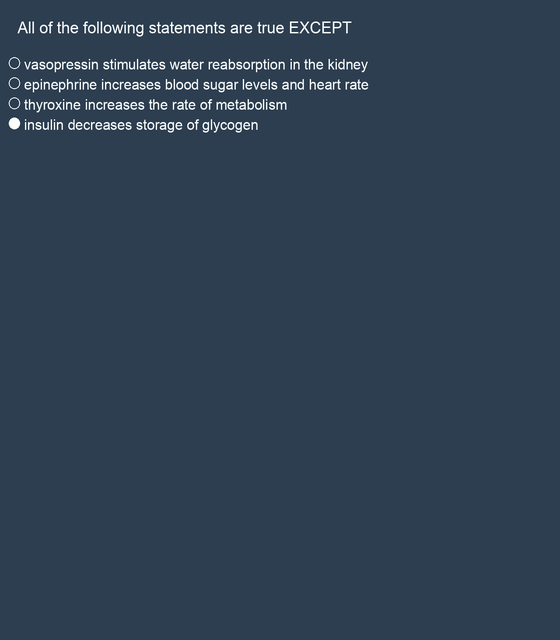 All of the following statements are true EXCEPT
vasopressin stimulates water reabsorption in the kidney
epinephrine increases blood sugar levels and heart rate
thyroxine increases the rate of metabolism
insulin decreases storage of glycogen